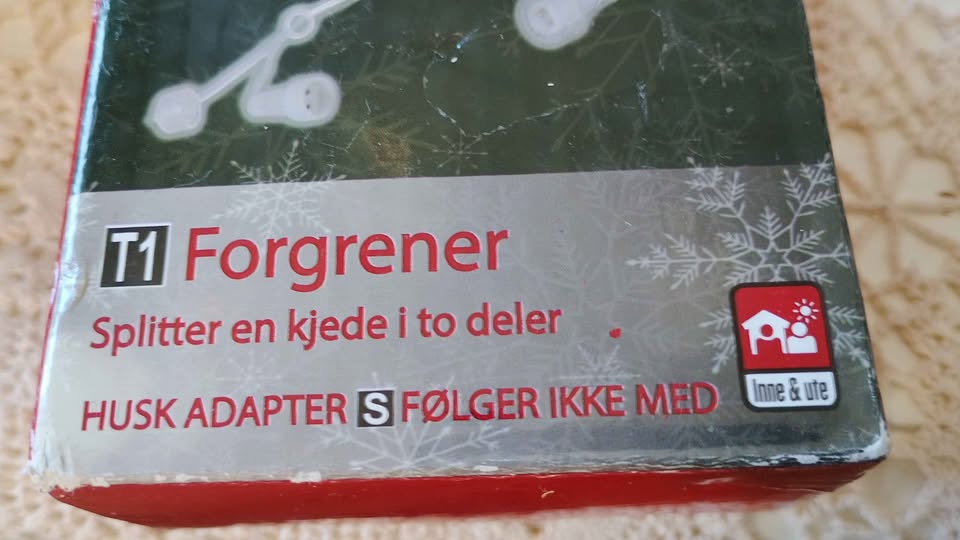 T1 Forgrener
Splitter en kjede i to deler
HUSK ADAPTER S FØLGER IKKE MED
Inne & ute